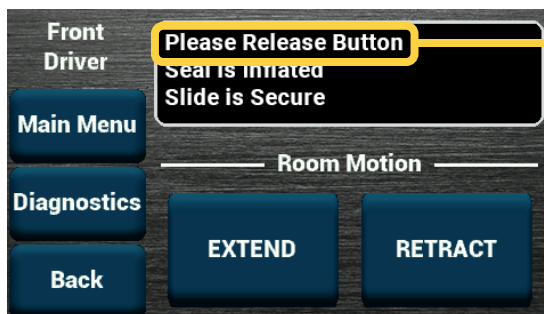 Front
Driver
Please Release Button
Seal is Inflated
Slide is Secure
Main Menu
Room Motion
Diagnostics
EXTEND
RETRACT
Back